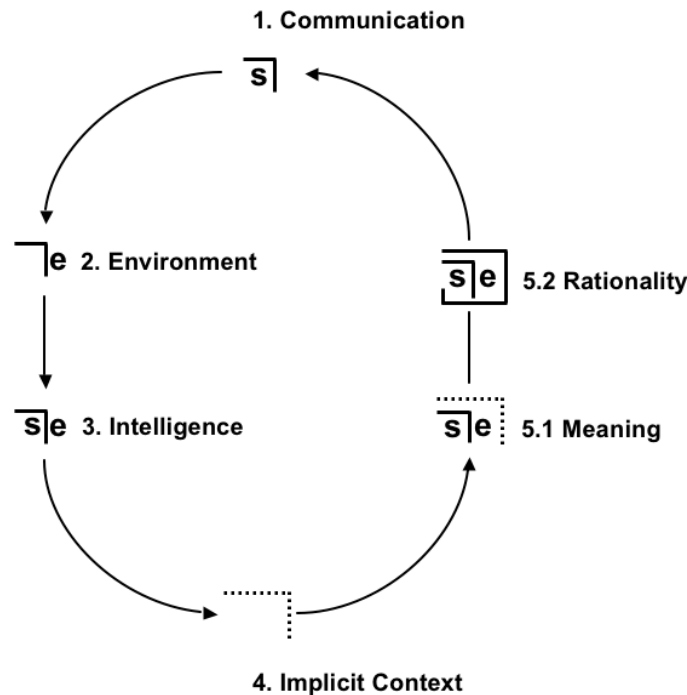 1. Communication
s
e 2. Environment
s e 5.2 Rationality
s e 3. Intelligence
s e 5.1 Meaning
4. Implicit Context